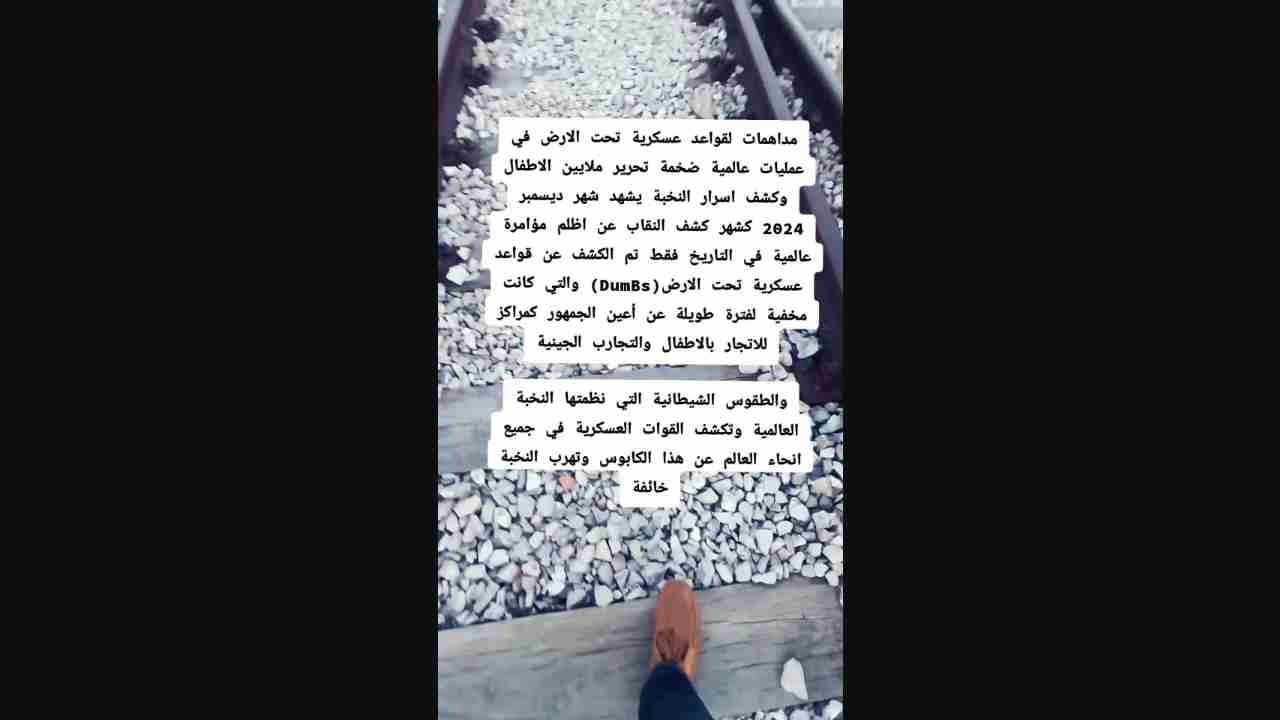 مداهمات لقواعد عسكرية تحت الارض في
عمليات عالمية ضخمة تحرير ملايين الاطفال
وكشف اسرار النخبة يشهد شهر ديسمبر
2024 كشهر كشف النقاب عن اظلم مؤامرة
عالمية في التاريخ فقط تم الكشف عن قواعد
عسكرية تحت الارض(DumBs) والتي كانت
مخفية لفترة طويلة عن أعين الجمهور كمراكز
للاتجار بالاطفال والتجارب الجينية
والطقوس الشيطانية التي نظمتها النخبة
العالمية وتكشف القوات العسكرية في جميع
انحاء العالم عن هذا الكابوس وتهرب النخبة
خائفة